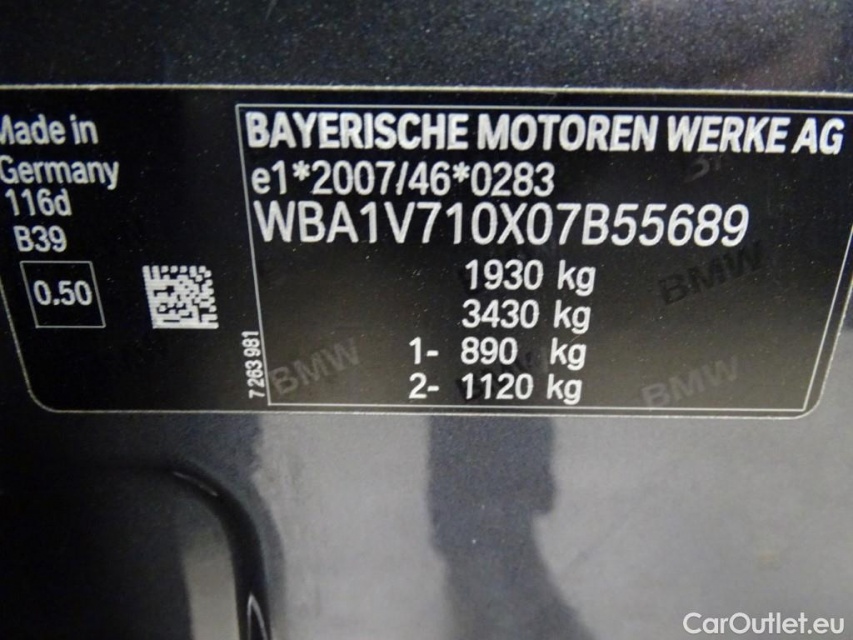 Made in
Germany
116d
B39
0.50
BAYERISCHE MOTOREN WERKE AG
e1*2007/46*0283
WBA1V710X07B55689
1930 kg
3430 kg
1- 890 kg
2- 1120 kg
7 263 981
BMW
BMW
BMW
CarOutlet.eu